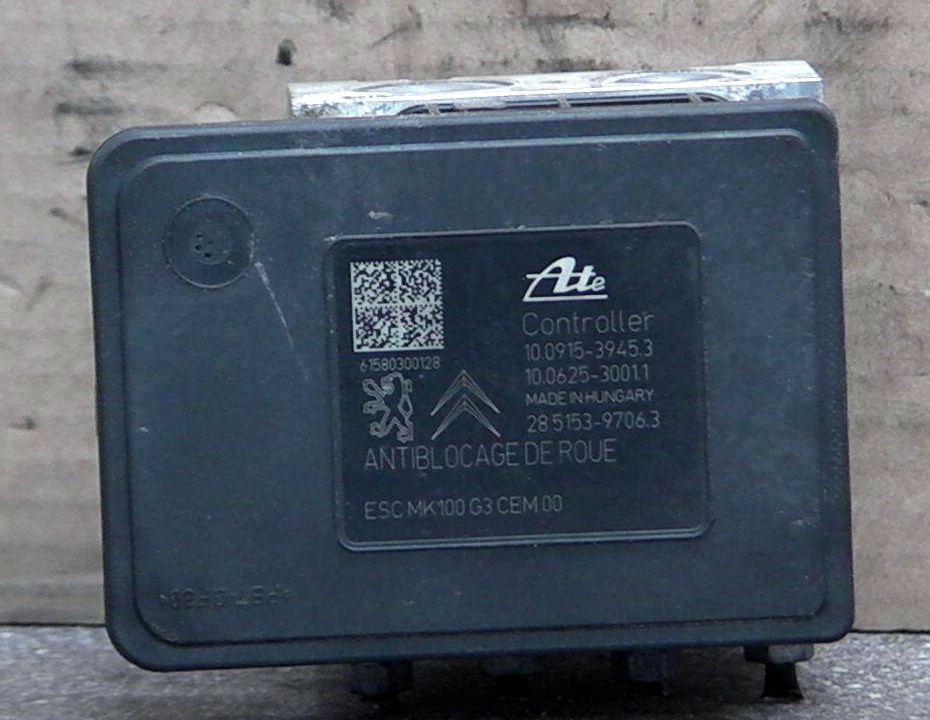 Ate
Controller
10.0915-3945.3
10.0625-3001.1
MADE IN HUNGARY
28.5153-9706.3
61580300128
ANTIBLOCAGE DE ROUE
ESC MK100 G3 CEM 00